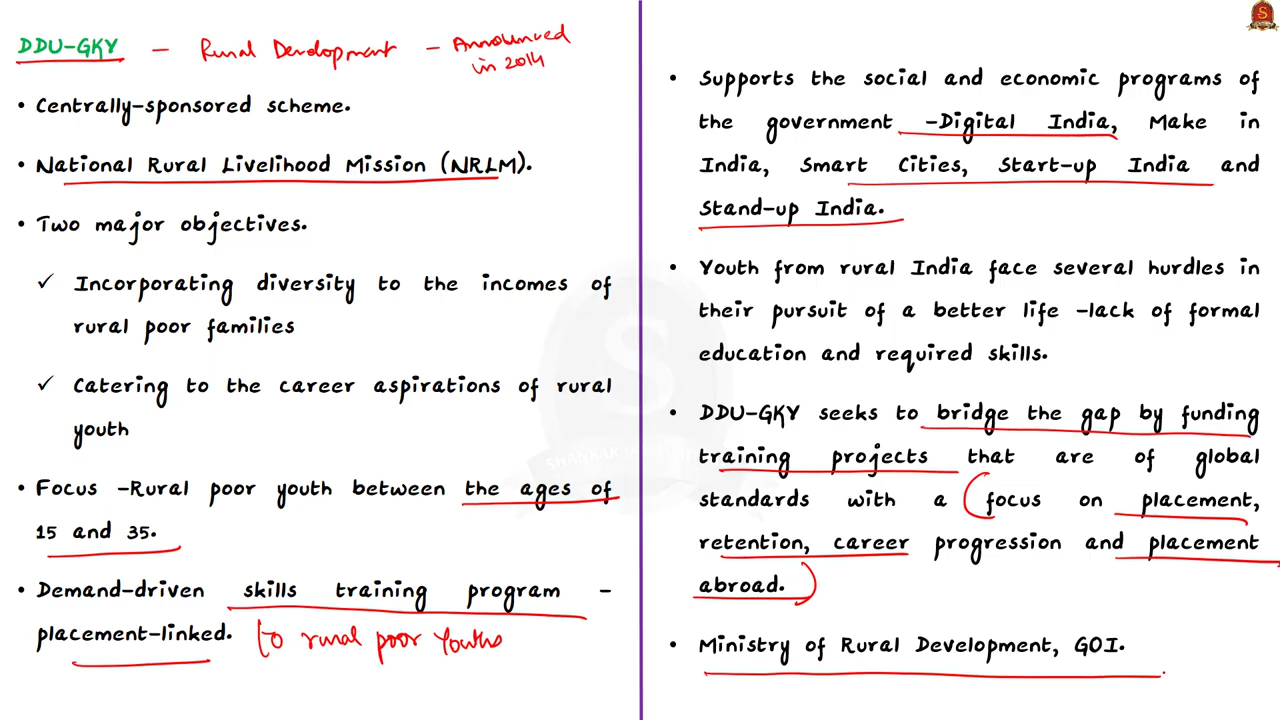 DDU-GKY – Rural Development – Announced
in 2014
• Centrally-sponsored scheme.
• National Rural Livelihood Mission (NRLM).
• Two major objectives.
✓ Incorporating diversity to the incomes of
rural poor families
✓ Catering to the career aspirations of rural
youth
• Focus -Rural poor youth between the ages of
15 and 35.
• Demand-driven skills training program -
placement-linked. to rural poor Youths
• Supports the social and economic programs of
the government -Digital India, Make in
India, Smart Cities, Start-up India and
Stand-up India.
• Youth from rural India face several hurdles in
their pursuit of a better life -lack of formal
education and required skills.
• DDU-GKY seeks to bridge the gap by funding
training projects that are of global
standards with a focus on placement,
retention, career progression and placement
abroad.
• Ministry of Rural Development, GOI.